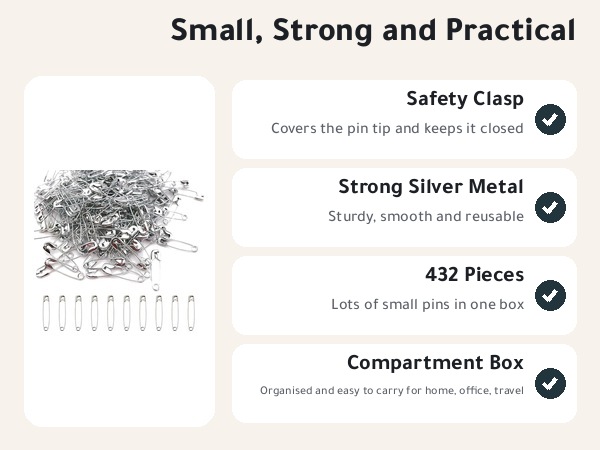 Small, Strong and Practical
Safety Clasp
Covers the pin tip and keeps it closed
Strong Silver Metal
Sturdy, smooth and reusable
432 Pieces
Lots of small pins in one box
Compartment Box
Organised and easy to carry for home, office, travel